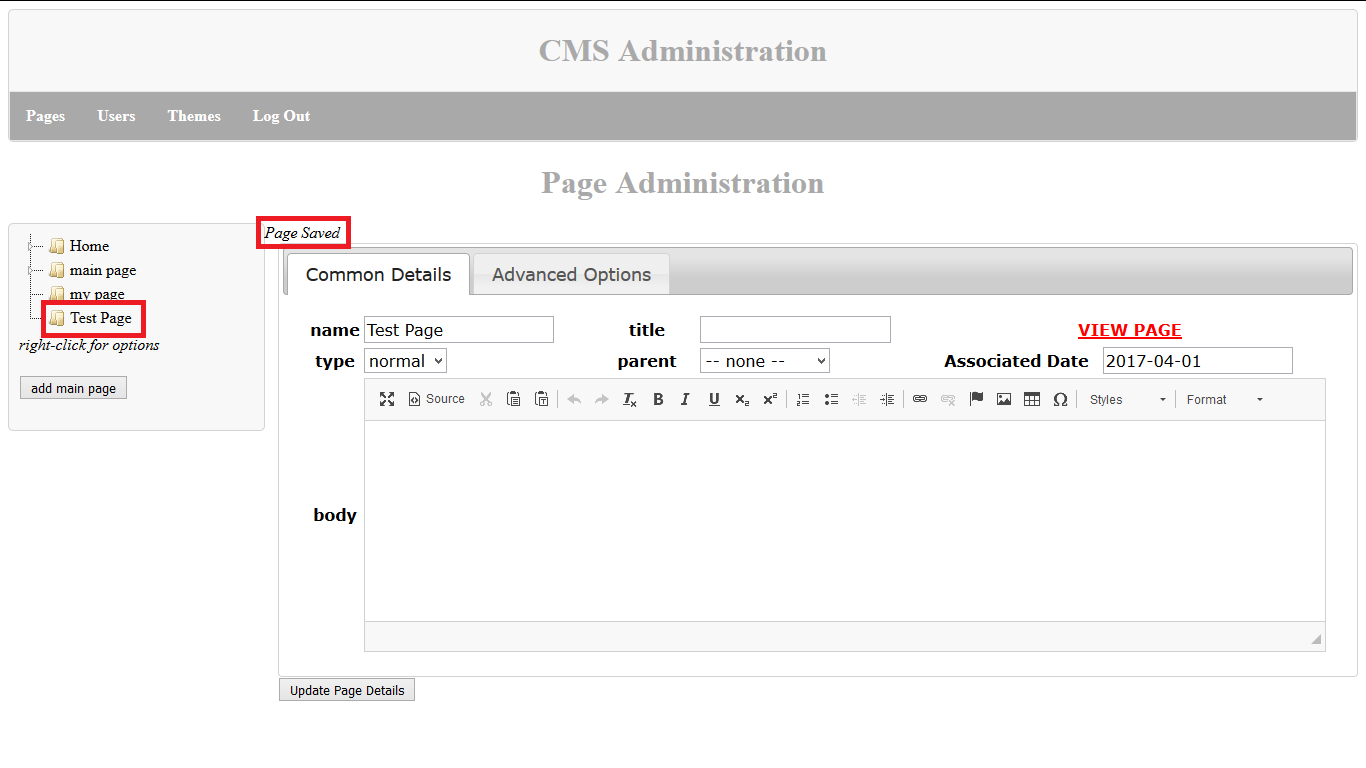 CMS Administration
Pages Users Themes Log Out
Page Administration
Home
main page
my page
Test Page
right-click for options
add main page
Page Saved
Common Details Advanced Options
name Test Page title VIEW PAGE
type normal parent -- none -- Associated Date 2017-04-01
Source Styles Format
body
Update Page Details